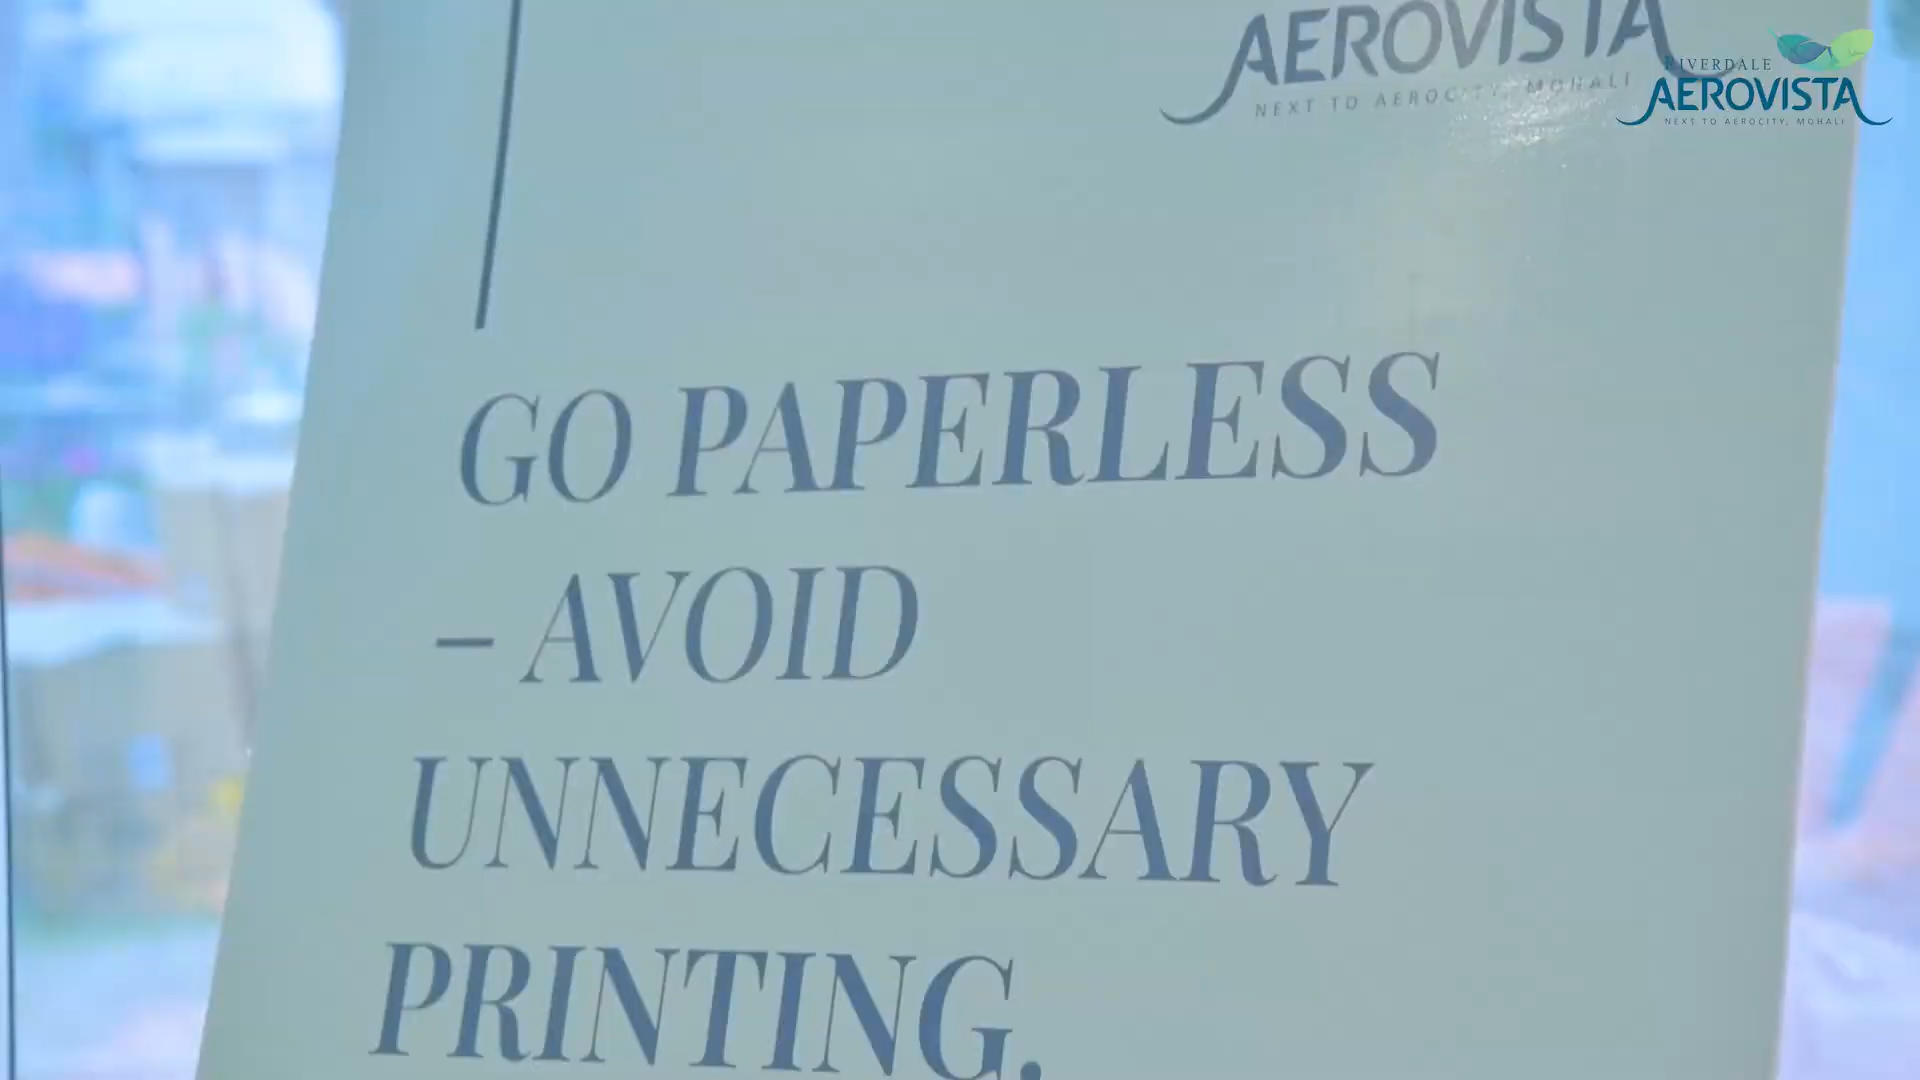 AEROVISTA
NEXT TO AEROCITY, MOHALI
RIVERDALE
AEROVISTA
NEXT TO AEROCITY, MOHALI
GO PAPERLESS
– AVOID
UNNECESSARY
PRINTING.